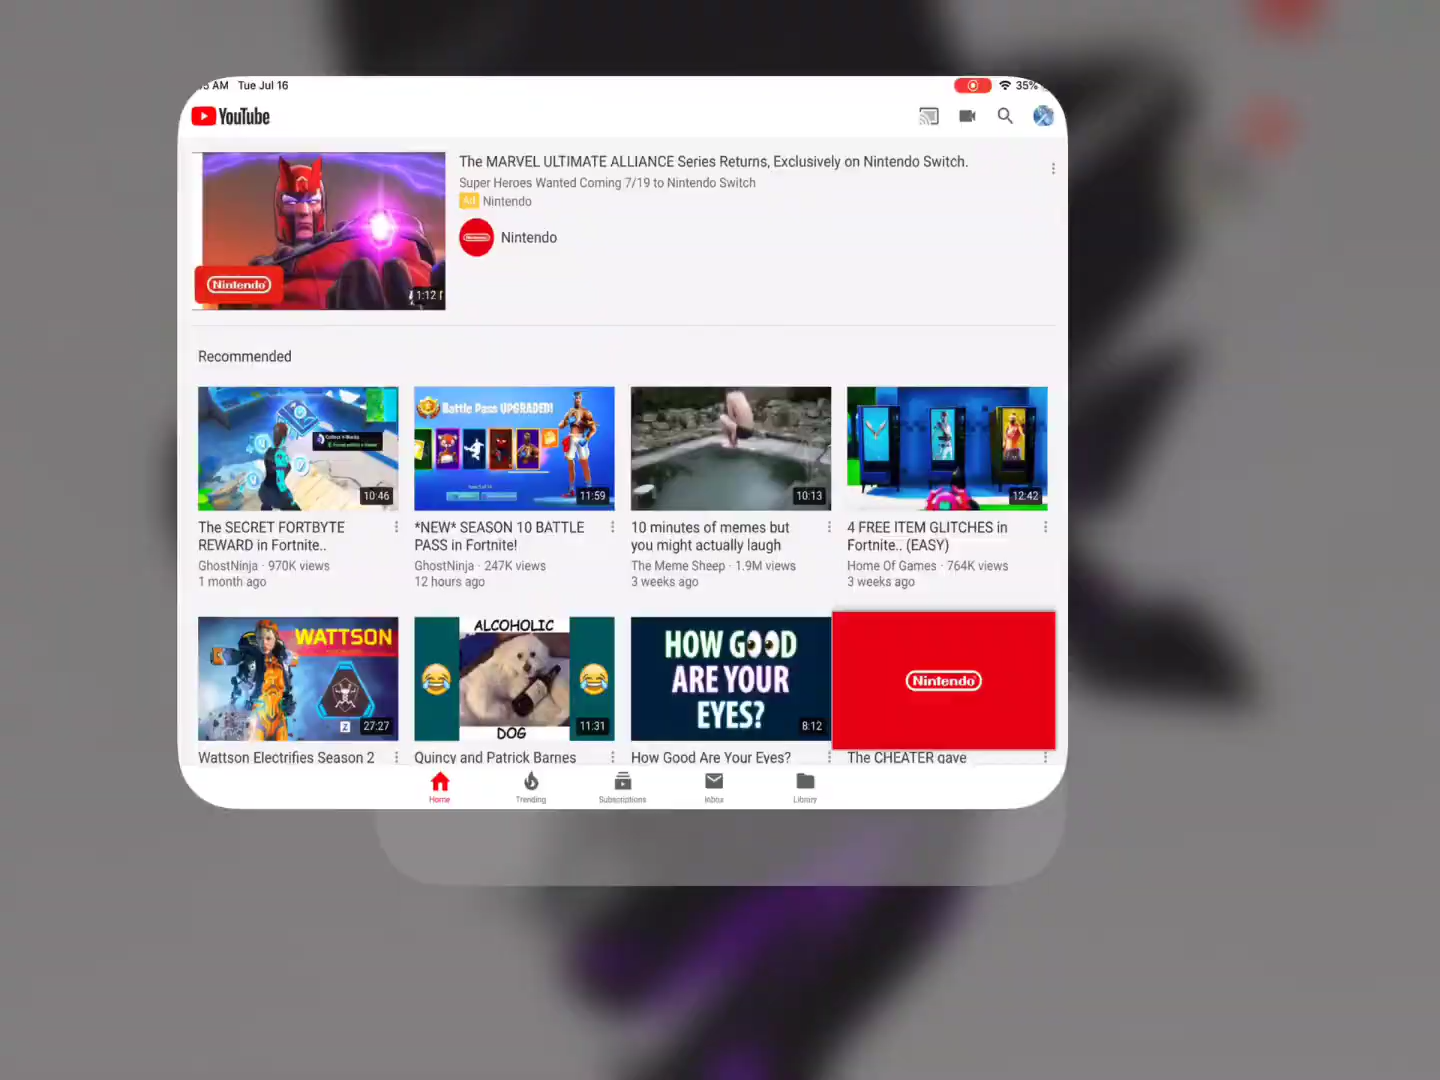 5 AM Tue Jul 16
35%
YouTube
The MARVEL ULTIMATE ALLIANCE Series Returns, Exclusively on Nintendo Switch.
Super Heroes Wanted Coming 7/19 to Nintendo Switch
Ad Nintendo
Nintendo
Nintendo
1:12
Recommended
Battle Pass UPGRADED!
10:46
11:59
10:13
12:42
The SECRET FORTBYTE
REWARD in Fortnite..
GhostNinja · 970K views
1 month ago
*NEW* SEASON 10 BATTLE
PASS in Fortnite!
GhostNinja · 247K views
12 hours ago
10 minutes of memes but
you might actually laugh
The Meme Sheep · 1.9M views
3 weeks ago
4 FREE ITEM GLITCHES in
Fortnite.. (EASY)
Home Of Games · 764K views
3 weeks ago
WATTSON
27:27
ALCOHOLIC
DOG
11:31
HOW GOOD
ARE YOUR
EYES?
8:12
Nintendo
Wattson Electrifies Season 2
Quincy and Patrick Barnes
How Good Are Your Eyes?
The CHEATER gave
Home
Trending
Subscriptions
Inbox
Library